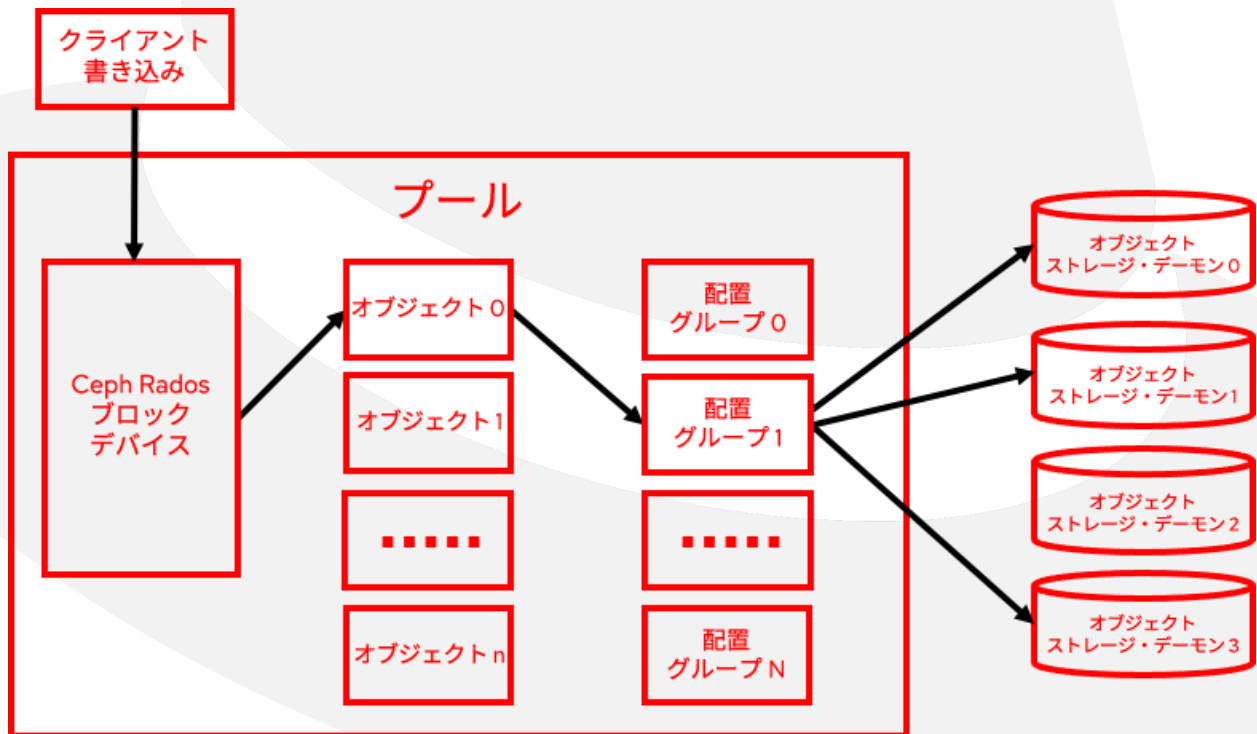 クライアント
書き込み
プール
Ceph Rados
ブロック
デバイス
オブジェクト 0
オブジェクト 1
オブジェクト n
配置
グループ 0
配置
グループ 1
配置
グループ N
オブジェクト
ストレージ・デーモン 0
オブジェクト
ストレージ・デーモン 1
オブジェクト
ストレージ・デーモン 2
オブジェクト
ストレージ・デーモン 3